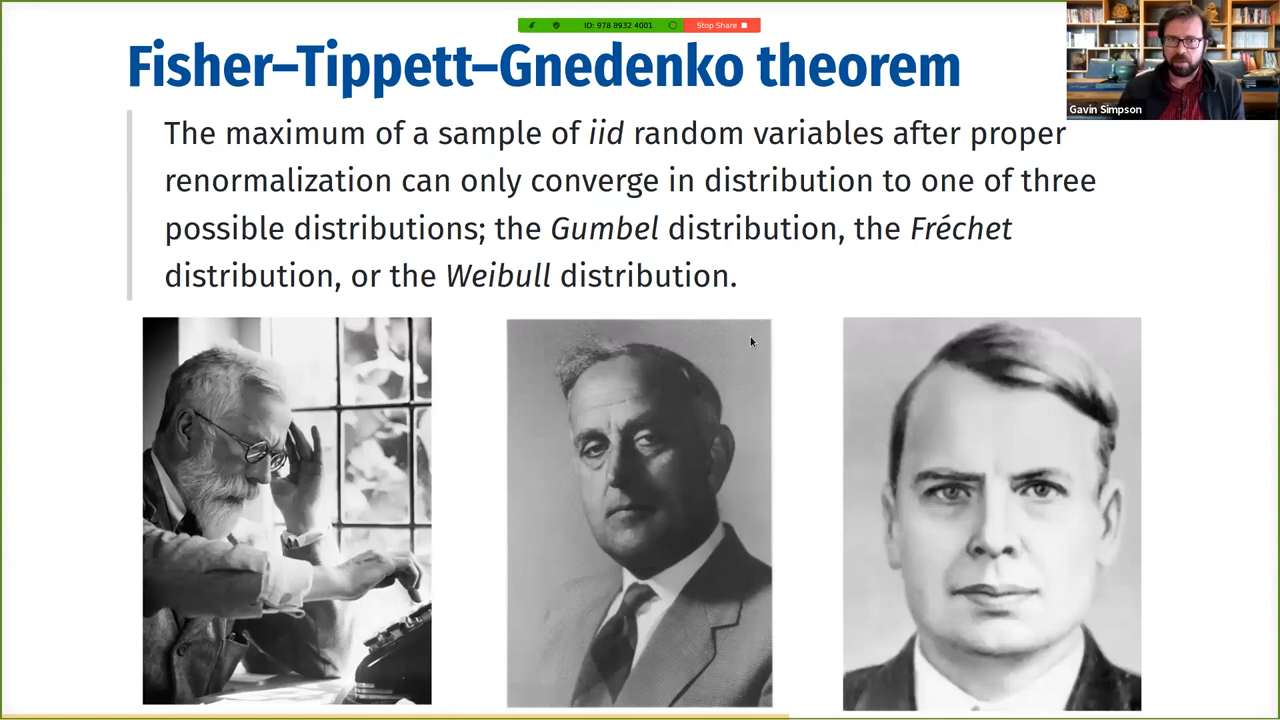 ID: 978 8932 4001
Stop Share
Fisher–Tippett–Gnedenko theorem
Gavin Simpson
The maximum of a sample of iid random variables after proper
renormalization can only converge in distribution to one of three
possible distributions; the Gumbel distribution, the Fréchet
distribution, or the Weibull distribution.